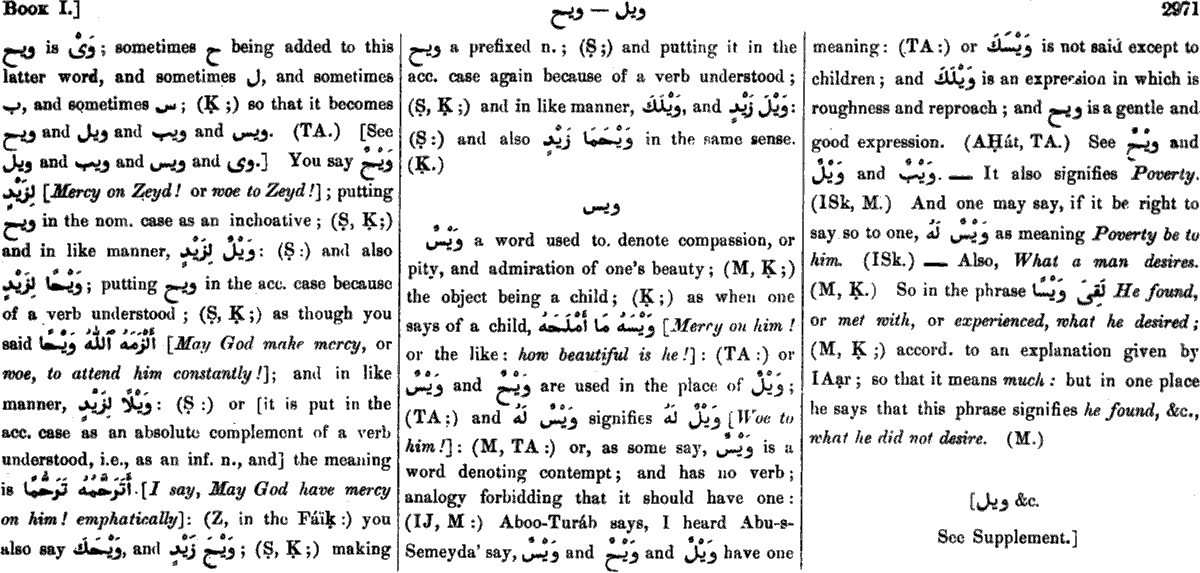 BOOK I.]
ويح — ويل
2971
ويح is وَىْ; sometimes ح being added to this
latter word, and sometimes ل, and sometimes
ب, and sometimes س; (Ḳ;) so that it becomes
ويح and ويل and ويب and ويس. (TA.) [See
ويل and ويب and ويس and وى.] You say وَيْحٌ
لِزَيْدٍ [Mercy on Zeyd! or woe to Zeyd!]; putting
ويح in the nom. case as an inchoative; (Ṣ, Ḳ;)
and in like manner, وَيْلٌ لِزَيْدٍ: (Ṣ:) and also
وَيْحًا لِزَيْدٍ; putting ويح in the acc. case because
of a verb understood; (Ṣ, Ḳ;) as though you
said أَلْزَمَهُ ٱللّٰهُ وَيْحًا [May God make mercy, or
woe, to attend him constantly!]; and in like
manner, وَيْلًا لِزَيْدٍ: (Ṣ:) or [it is put in the
acc. case as an absolute complement of a verb
understood, i.e., as an inf. n., and] the meaning
is أَتَرَحَّمُهُ تَرَحُّمًا [I say, May God have mercy
on him! emphatically]: (Z, in the Fáïḳ:) you
also say وَيْحَكَ, and وَيْحَ زَيْدٍ; (Ṣ, Ḳ;) making
ويح a prefixed n.; (Ṣ;) and putting it in the
acc. case again because of a verb understood;
(Ṣ, Ḳ;) and in like manner, وَيْلَكَ, and وَيْلَ زَيْدٍ:
(Ṣ:) and also وَيْحَمَا زَيْدٍ in the same sense.
(Ḳ.)
ويس
وَيْسٌ a word used to. denote compassion, or
pity, and admiration of one's beauty; (M, Ḳ;)
the object being a child; (Ḳ;) as when one
says of a child, وَيْسَهُ مَا أَمْلَحَهُ [Mercy on him!
or the like: how beautiful is he!]: (TA:) or
وَيْسٌ and وَيْحٌ are used in the place of وَيْلٌ;
(TA;) and وَيْسٌ لَهُ signifies وَيْلٌ لَهُ [Woe to
him!]: (M, TA:) or, as some say, وَيْسٌ is a
word denoting contempt; and has no verb;
analogy forbidding that it should have one:
(IJ, M:) Aboo-Turáb says, I heard Abu-s-
Semeyda' say, وَيْسٌ and وَيْحٌ and وَيْلٌ have one
meaning: (TA:) or وَيْسَكَ is not said except to
children; and وَيْلَكَ is an expression in which is
roughness and reproach; and ويح is a gentle and
good expression. (AḤát, TA.) See وَيْحٌ and
وَيْلٌ and وَيْبٌ. — It also signifies Poverty.
(ISk, M.) And one may say, if it be right to
say so to one, وَيْسٌ لَهُ as meaning Poverty be to
him. (ISk.) — Also, What a man desires.
(M, Ḳ.) So in the phrase لَقِىَ وَيْسًا He found,
or met with, or experienced, what he desired;
(M, Ḳ;) accord. to an explanation given by
IAạr; so that it means much: but in one place
he says that this phrase signifies he found, &c.,
what he did not desire. (M.)
[ويل &c.
See Supplement.]